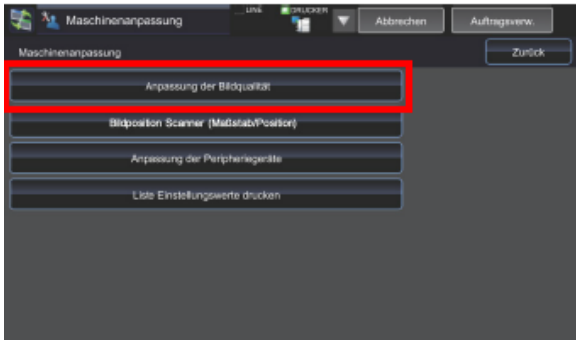 Maschinenanpassung
LINE
DRUCKER
Abbrechen
Auftragsverw.
Maschinenanpassung
Zurück
Anpassung der Bildqualität
Bildposition Scanner (Maßstab/Position)
Anpassung der Peripheriegeräte
Liste Einstellungswerte drucken